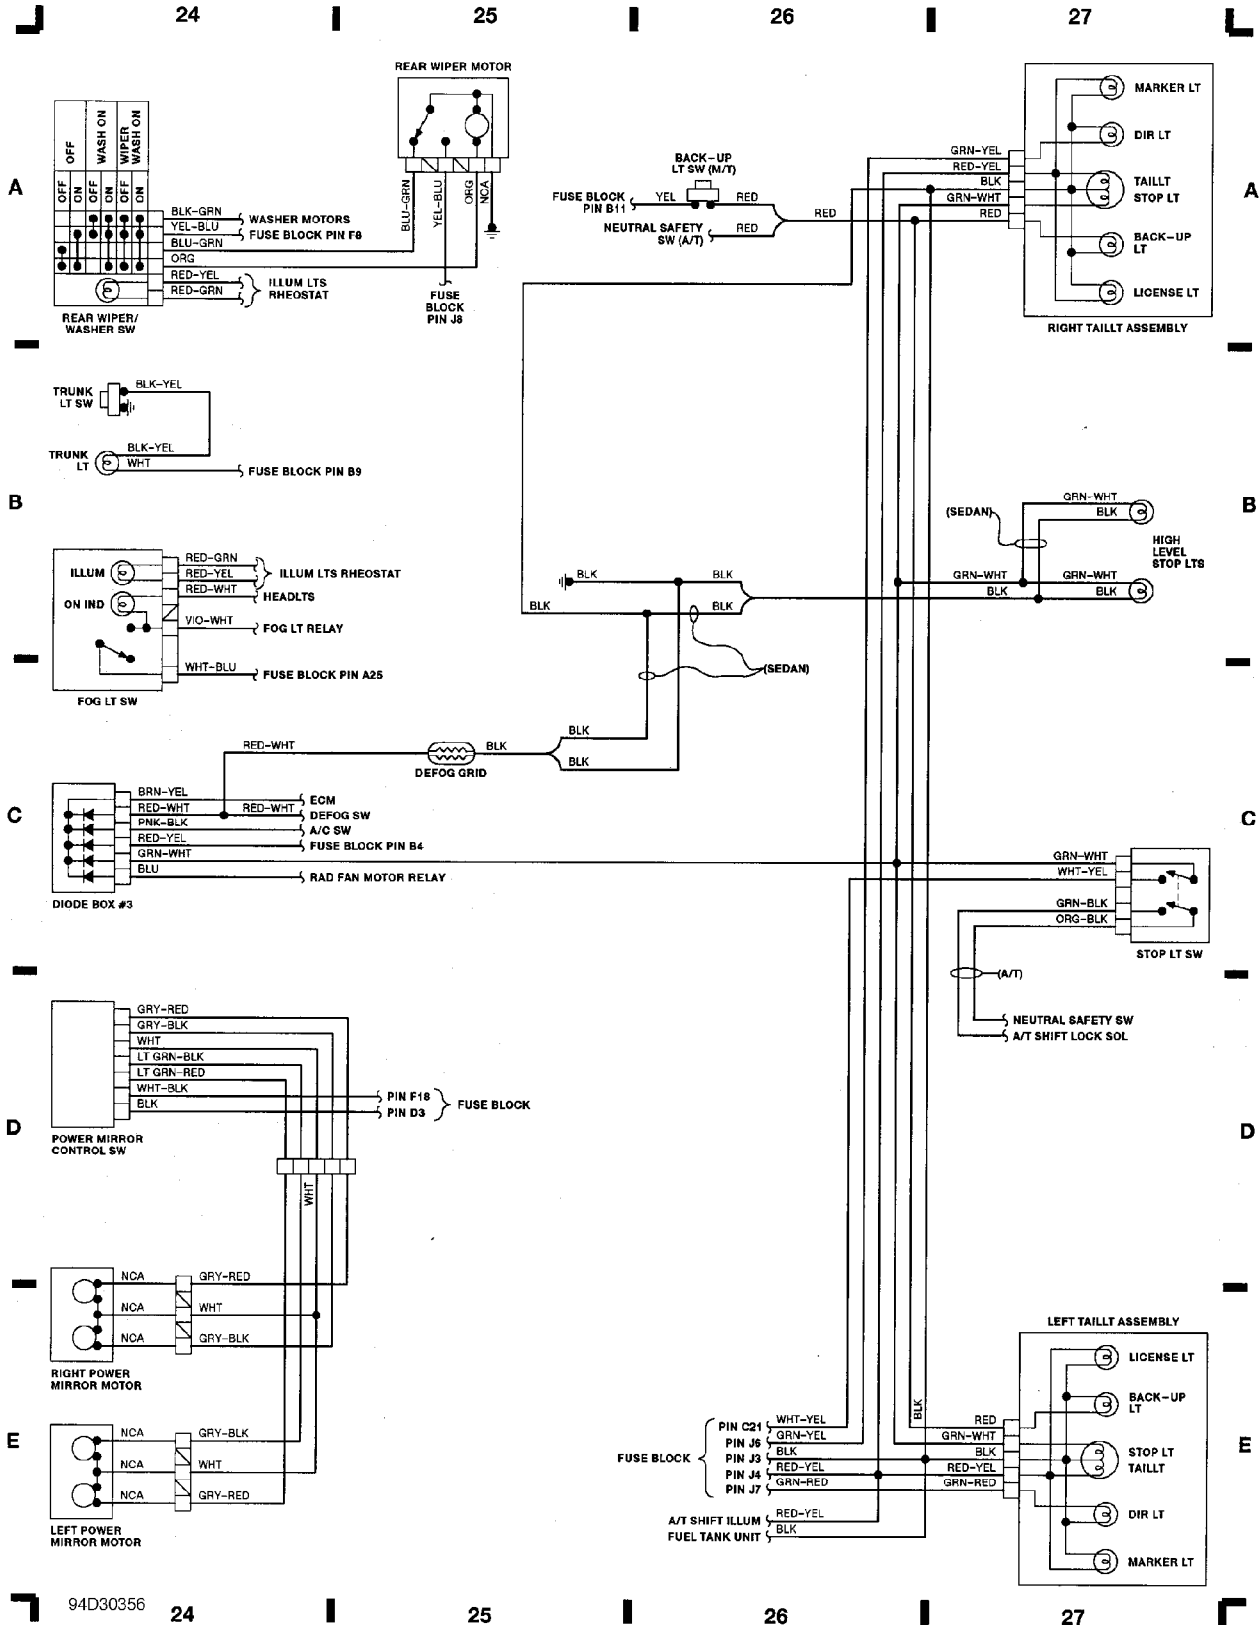 24 25 26 27
REAR WIPER MOTOR
OFF
WASH ON
WIPER
WASH ON
OFF
ON
OFF
ON
OFF
ON
A
BLK-GRN WASHER MOTORS
YEL-BLU FUSE BLOCK PIN F8
BLU-GRN
ORG
RED-YEL
RED-GRN
ILLUM LTS
RHEOSTAT
REAR WIPER/
WASHER SW
BLU-GRN
YEL-BLU
ORG
NCA
FUSE
BLOCK
PIN J8
BACK-UP
LT SW (M/T)
FUSE BLOCK
PIN B11
YEL RED
NEUTRAL SAFETY
SW (A/T)
RED
RED
GRN-YEL
RED-YEL
BLK
GRN-WHT
RED
MARKER LT
DIR LT
TAILLT
STOP LT
BACK-UP
LT
LICENSE LT
RIGHT TAILLT ASSEMBLY
A
TRUNK
LT SW
BLK-YEL
TRUNK
LT
BLK-YEL
WHT FUSE BLOCK PIN B9
B
ILLUM
ON IND
RED-GRN
RED-YEL
ILLUM LTS RHEOSTAT
RED-WHT HEADLTS
VIO-WHT FOG LT RELAY
WHT-BLU FUSE BLOCK PIN A25
FOG LT SW
BLK BLK
BLK BLK
(SEDAN)
(SEDAN)
GRN-WHT
BLK
HIGH
LEVEL
STOP LTS
GRN-WHT GRN-WHT
BLK BLK
B
RED-WHT
DEFOG GRID
BLK
BLK
BLK
C
BRN-YEL ECM
RED-WHT RED-WHT DEFOG SW
PNK-BLK A/C SW
RED-YEL FUSE BLOCK PIN B4
GRN-WHT
BLU RAD FAN MOTOR RELAY
DIODE BOX #3
GRN-WHT
WHT-YEL
GRN-BLK
ORG-BLK
STOP LT SW
(A/T)
NEUTRAL SAFETY SW
A/T SHIFT LOCK SOL
C
D
GRY-RED
GRY-BLK
WHT
LT GRN-BLK
LT GRN-RED
WHT-BLK PIN F18
BLK PIN D3
FUSE BLOCK
POWER MIRROR
CONTROL SW
WHT
D
NCA GRY-RED
NCA WHT
NCA GRY-BLK
RIGHT POWER
MIRROR MOTOR
E
NCA GRY-BLK
NCA WHT
NCA GRY-RED
LEFT POWER
MIRROR MOTOR
FUSE BLOCK
PIN C21 WHT-YEL
PIN J6 GRN-YEL
PIN J3 BLK
PIN J4 RED-YEL
PIN J7 GRN-RED
A/T SHIFT ILLUM RED-YEL
FUEL TANK UNIT BLK
BLK
LEFT TAILLT ASSEMBLY
RED
GRN-WHT
BLK
RED-YEL
GRN-RED
LICENSE LT
BACK-UP
LT
STOP LT
TAILLT
DIR LT
MARKER LT
E
94D30356
24 25 26 27